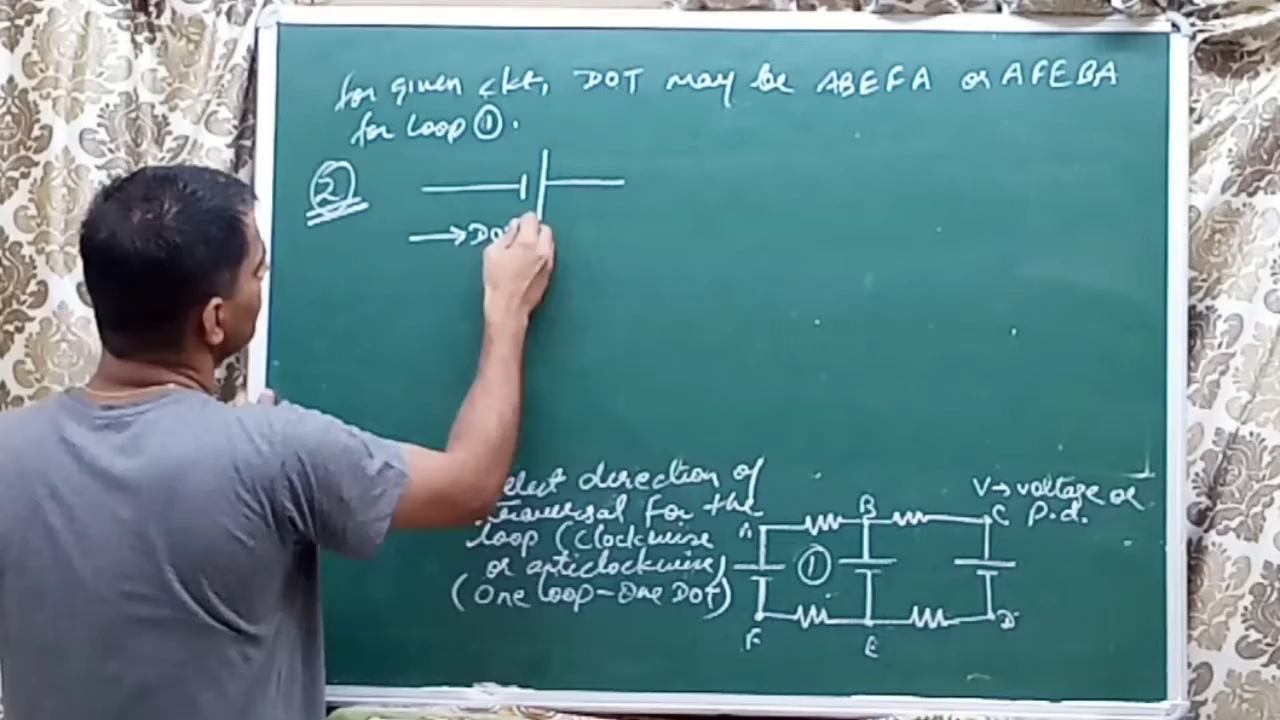 for given ckt, DOT may be ABEFA or AFEBA
for Loop ①.
②
→ DO
select direction of
traversal for the
loop (clockwise
or anticlockwise)
(One loop - One DOT)
V → voltage or
p.d.
A B C
①
F E D